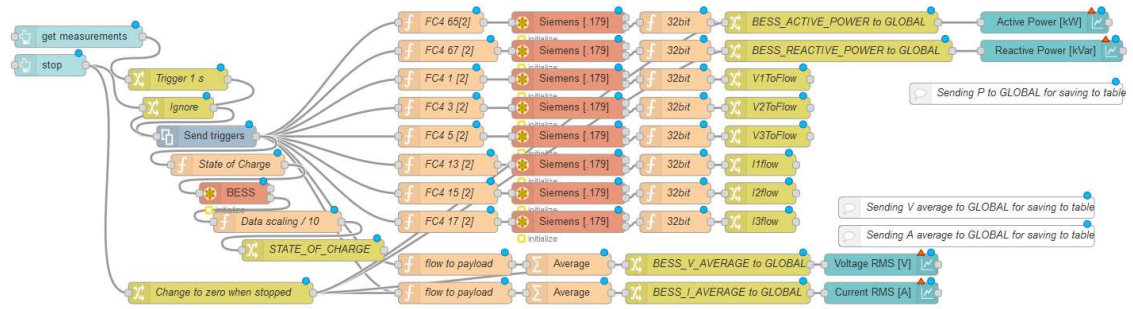 FC4 65[2] Siemens [.179] 32bit BESS_ACTIVE_POWER to GLOBAL Active Power [kW]
get measurements
initialize
FC4 67 [2] Siemens [.179] 32bit BESS_REACTIVE_POWER to GLOBAL Reactive Power [kVar]
stop
initialize
Trigger 1 s FC4 1 [2] Siemens [.179] 32bit V1ToFlow
initialize
Sending P to GLOBAL for saving to table
Ignore FC4 3 [2] Siemens [.179] 32bit V2ToFlow
initialize
Send triggers FC4 5 [2] Siemens [.179] 32bit V3ToFlow
initialize
State of Charge FC4 13 [2] Siemens [.179] 32bit I1flow
initialize
BESS FC4 15 [2] Siemens [.179] 32bit I2flow
initialize
initialize
Sending V average to GLOBAL for saving to table
Data scaling / 10 FC4 17 [2] Siemens [.179] 32bit I3flow
initialize
Sending A average to GLOBAL for saving to table
STATE_OF_CHARGE
flow to payload Average BESS_V_AVERAGE to GLOBAL Voltage RMS [V]
Change to zero when stopped flow to payload Average BESS_I_AVERAGE to GLOBAL Current RMS [A]